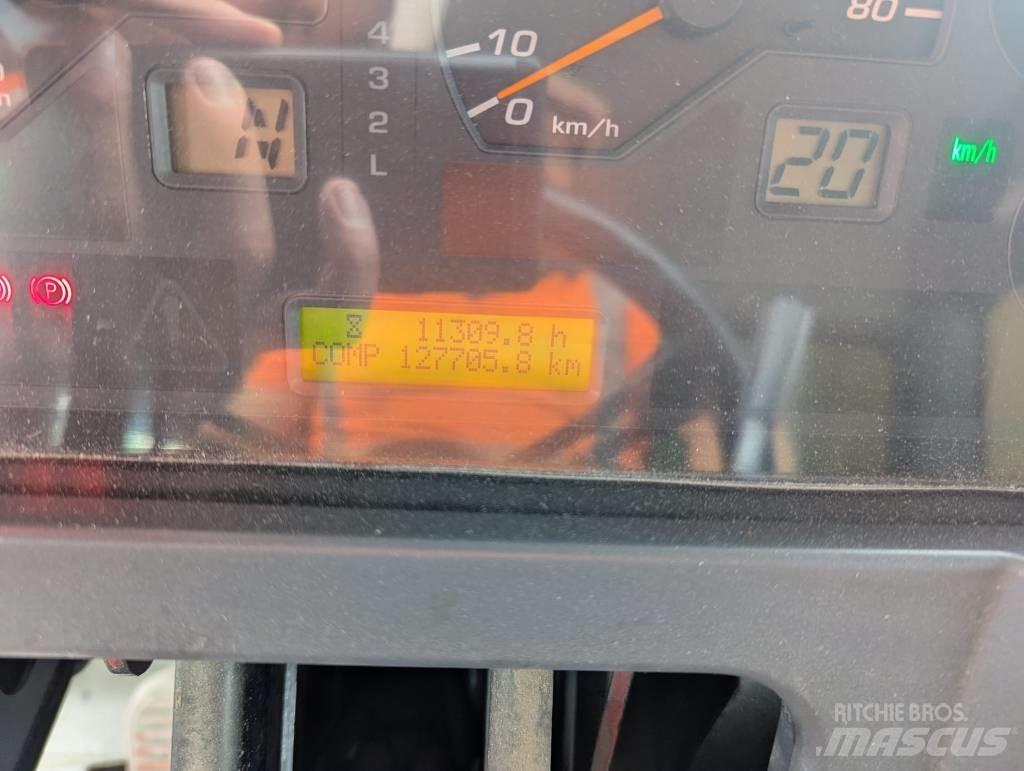 80
4
10
3
N
0
2
km/h
20
km/h
L
P
11309.8 h
COMP 127705.8 km
RITCHIE BROS.
MASCUS